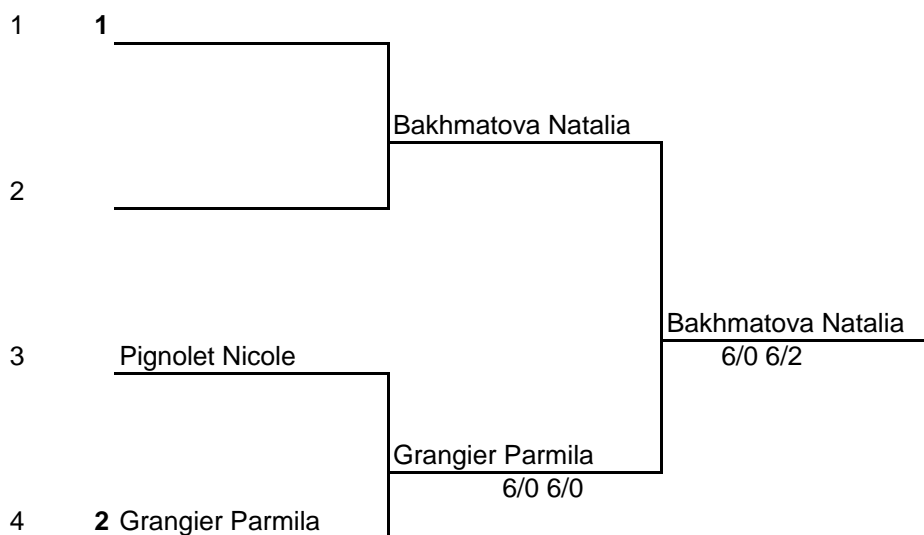 1 1
Bakhmatova Natalia
2
Bakhmatova Natalia
3 Pignolet Nicole
6/0 6/2
Grangier Parmila
6/0 6/0
4 2 Grangier Parmila